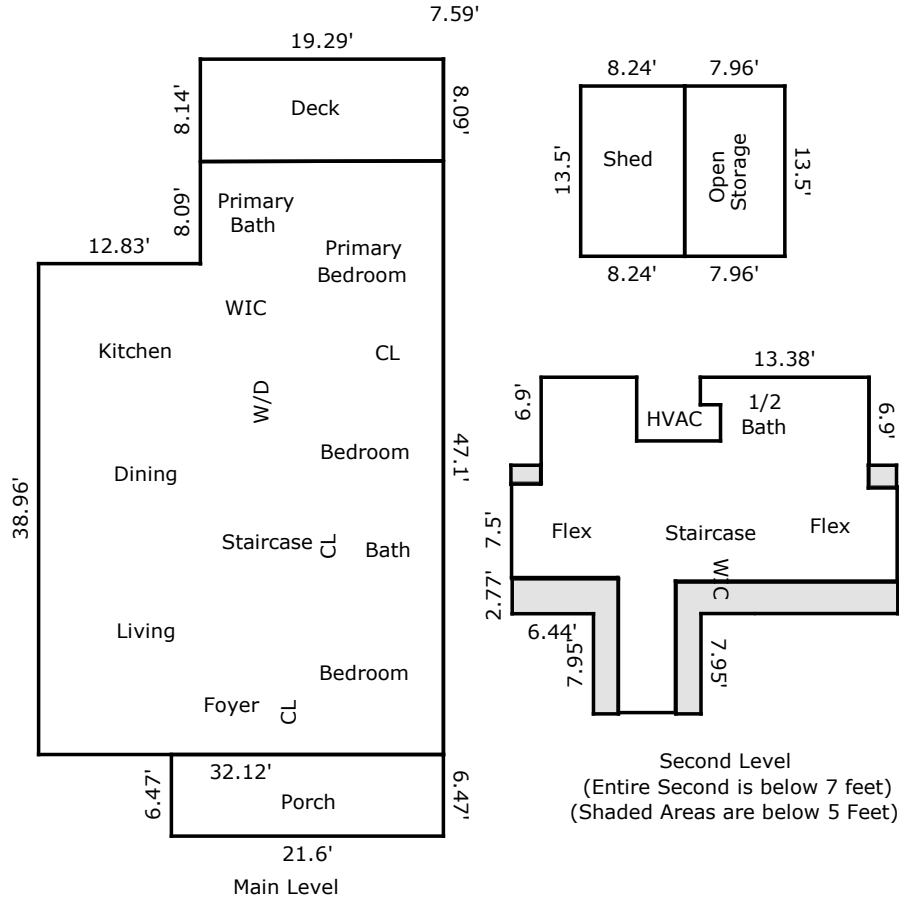 7.59'
19.29'
8.14'
Deck
8.09'
8.09'
Primary
Bath
Primary
Bedroom
12.83'
WIC
Kitchen
CL
W/D
Bedroom
47.1'
Dining
38.96'
Staircase
CL
Bath
Living
Bedroom
Foyer
CL
32.12'
6.47'
Porch
6.47'
21.6'
Main Level
8.24'
7.96'
13.5'
Shed
Open
Storage
13.5'
8.24'
7.96'
13.38'
6.9'
HVAC
1/2
Bath
6.9'
7.5'
Flex
Staircase
Flex
WIC
2.77'
6.44'
7.95'
7.95'
Second Level
(Entire Second is below 7 feet)
(Shaded Areas are below 5 Feet)